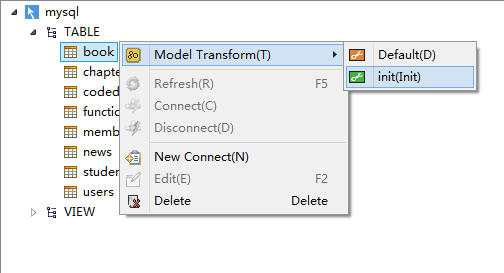 mysql
TABLE
book
Model Transform(T)
Default(D)
init(Init)
chapte
Refresh(R) F5
coded
Connect(C)
functio
Disconnect(D)
memb
news
New Connect(N)
studen
Edit(E) F2
users
Delete Delete
VIEW